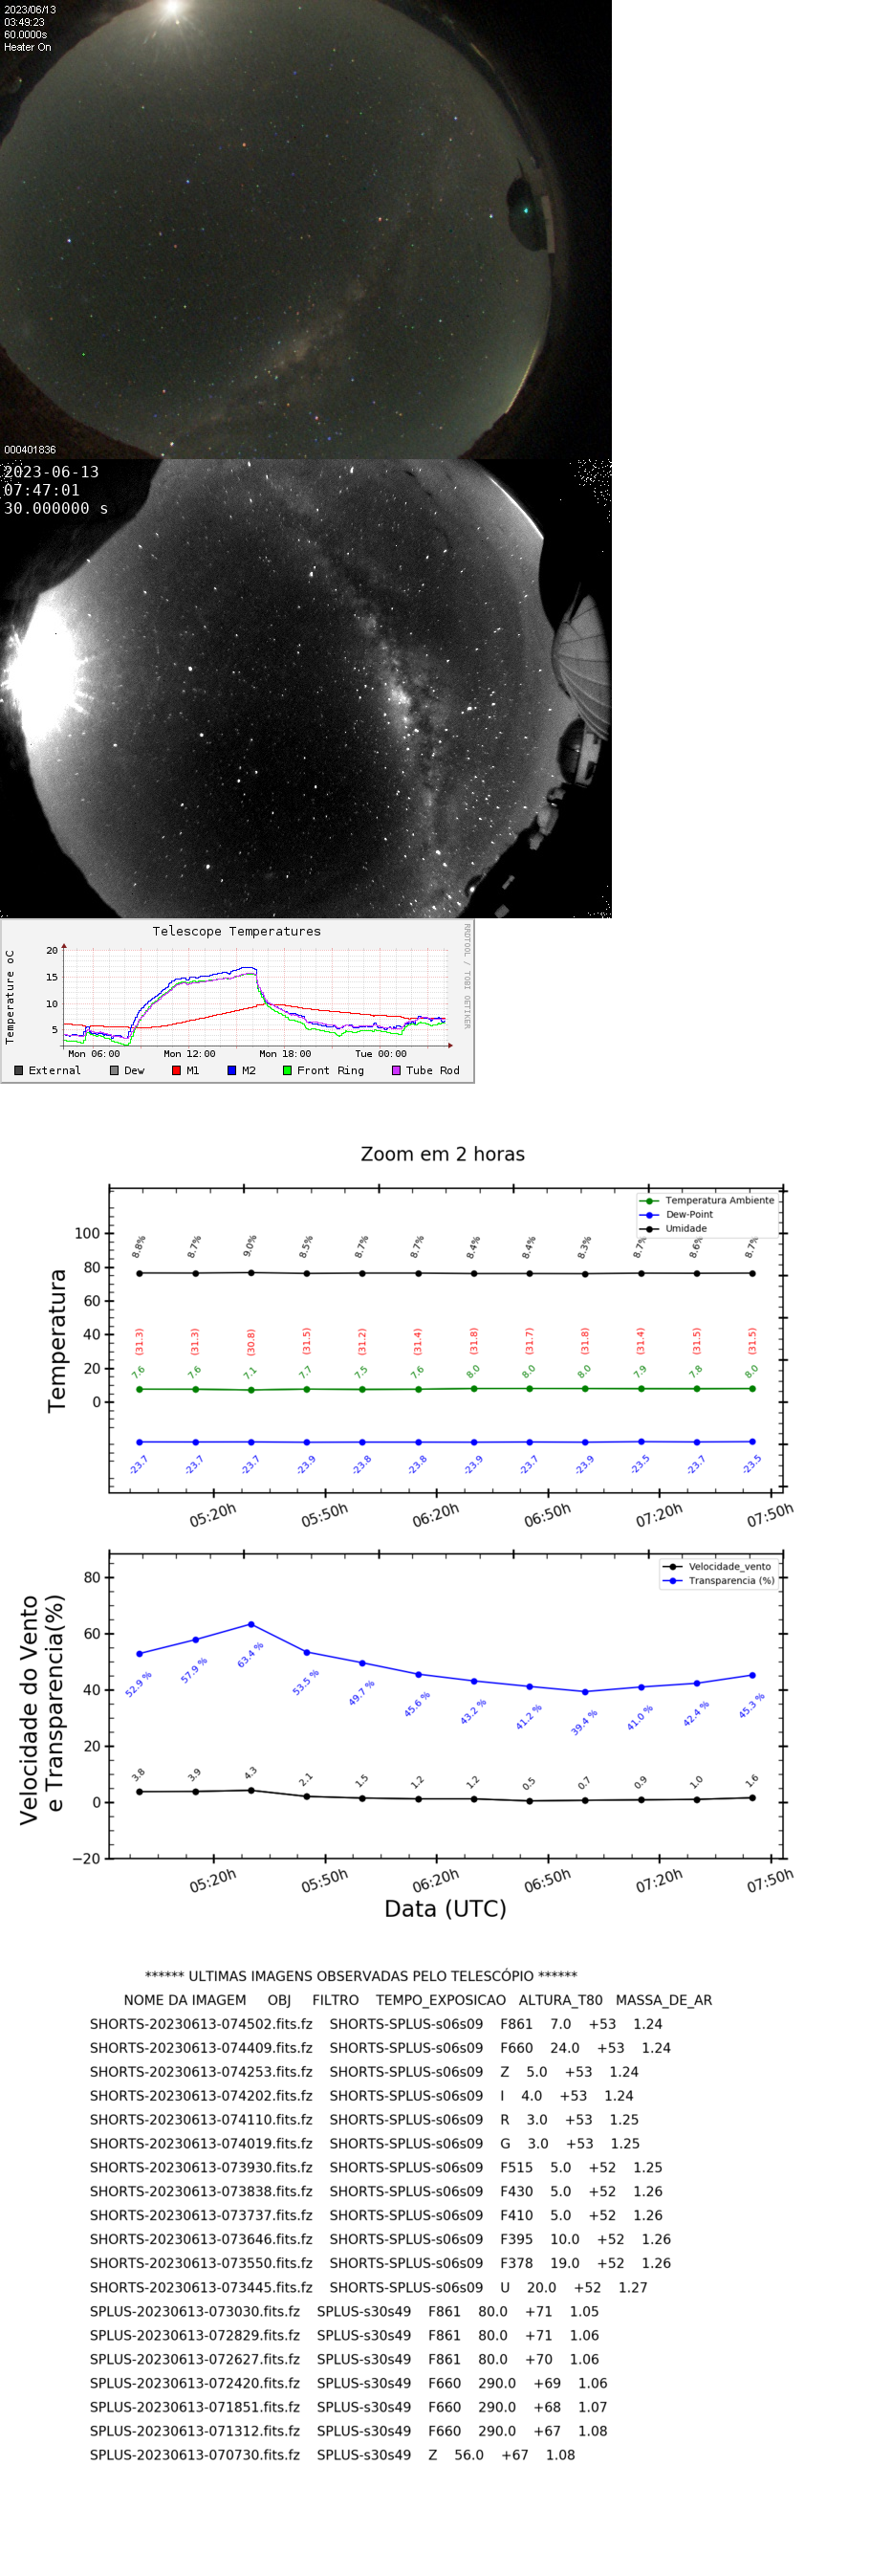 2023/06/13
03:49:23
60.0000s
Heater On
000401836
2023-06-13
07:47:01
30.000000 s
Telescope Temperatures
Temperature oC
20
15
10
5
Mon 06:00 Mon 12:00 Mon 18:00 Tue 00:00
External Dew M1 M2 Front Ring Tube Rod
RRDTOOL / TOBI OETIKER
Zoom em 2 horas
Temperatura
Temperatura Ambiente
Dew-Point
Umidade
100
80
60
40
20
0
8.8% 8.7% 9.0% 8.5% 8.7% 8.7% 8.4% 8.4% 8.3% 8.7% 8.6% 8.7%
(31.3) (31.3) (30.8) (31.5) (31.2) (31.4) (31.8) (31.7) (31.8) (31.4) (31.5) (31.5)
7.6 7.6 7.1 7.7 7.5 7.6 8.0 8.0 8.0 7.9 7.8 8.0
-23.7 -23.7 -23.7 -23.9 -23.8 -23.8 -23.9 -23.7 -23.9 -23.5 -23.7 -23.5
05:20h 05:50h 06:20h 06:50h 07:20h 07:50h
Velocidade do Vento
e Transparencia(%)
Velocidade_vento
Transparencia (%)
80
60
40
20
0
−20
52.9 % 57.9 % 63.4 % 53.5 % 49.7 % 45.6 % 43.2 % 41.2 % 39.4 % 41.0 % 42.4 % 45.3 %
3.8 3.9 4.3 2.1 1.5 1.2 1.2 0.5 0.7 0.9 1.0 1.6
05:20h 05:50h 06:20h 06:50h 07:20h 07:50h
Data (UTC)
****** ULTIMAS IMAGENS OBSERVADAS PELO TELESCÓPIO ******
NOME DA IMAGEM OBJ FILTRO TEMPO_EXPOSICAO ALTURA_T80 MASSA_DE_AR
SHORTS-20230613-074502.fits.fz SHORTS-SPLUS-s06s09 F861 7.0 +53 1.24
SHORTS-20230613-074409.fits.fz SHORTS-SPLUS-s06s09 F660 24.0 +53 1.24
SHORTS-20230613-074253.fits.fz SHORTS-SPLUS-s06s09 Z 5.0 +53 1.24
SHORTS-20230613-074202.fits.fz SHORTS-SPLUS-s06s09 I 4.0 +53 1.24
SHORTS-20230613-074110.fits.fz SHORTS-SPLUS-s06s09 R 3.0 +53 1.25
SHORTS-20230613-074019.fits.fz SHORTS-SPLUS-s06s09 G 3.0 +53 1.25
SHORTS-20230613-073930.fits.fz SHORTS-SPLUS-s06s09 F515 5.0 +52 1.25
SHORTS-20230613-073838.fits.fz SHORTS-SPLUS-s06s09 F430 5.0 +52 1.26
SHORTS-20230613-073737.fits.fz SHORTS-SPLUS-s06s09 F410 5.0 +52 1.26
SHORTS-20230613-073646.fits.fz SHORTS-SPLUS-s06s09 F395 10.0 +52 1.26
SHORTS-20230613-073550.fits.fz SHORTS-SPLUS-s06s09 F378 19.0 +52 1.26
SHORTS-20230613-073445.fits.fz SHORTS-SPLUS-s06s09 U 20.0 +52 1.27
SPLUS-20230613-073030.fits.fz SPLUS-s30s49 F861 80.0 +71 1.05
SPLUS-20230613-072829.fits.fz SPLUS-s30s49 F861 80.0 +71 1.06
SPLUS-20230613-072627.fits.fz SPLUS-s30s49 F861 80.0 +70 1.06
SPLUS-20230613-072420.fits.fz SPLUS-s30s49 F660 290.0 +69 1.06
SPLUS-20230613-071851.fits.fz SPLUS-s30s49 F660 290.0 +68 1.07
SPLUS-20230613-071312.fits.fz SPLUS-s30s49 F660 290.0 +67 1.08
SPLUS-20230613-070730.fits.fz SPLUS-s30s49 Z 56.0 +67 1.08